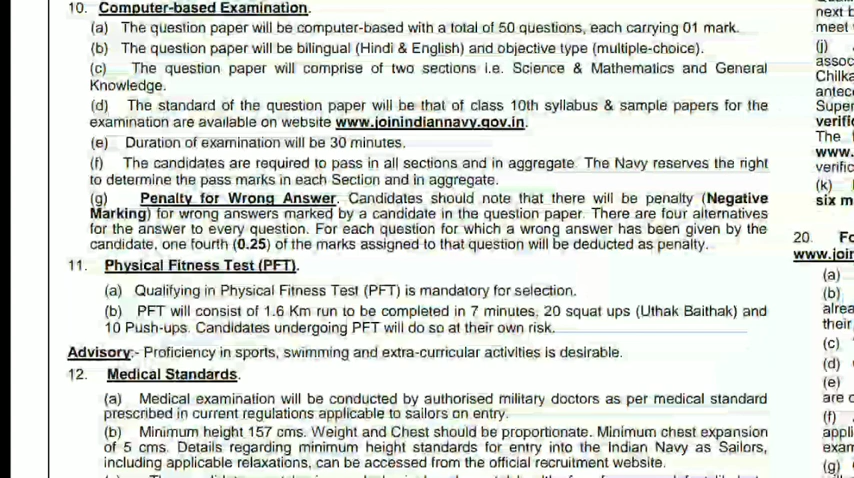 10. Computer-based Examination.
(a) The question paper will be computer-based with a total of 50 questions, each carrying 01 mark.
(b) The question paper will be bilingual (Hindi & English) and objective type (multiple-choice).
(c) The question paper will comprise of two sections i.e. Science & Mathematics and General
Knowledge.
(d) The standard of the question paper will be that of class 10th syllabus & sample papers for the
examination are available on website www.joinindiannavy.gov.in.
(e) Duration of examination will be 30 minutes.
(f) The candidates are required to pass in all sections and in aggregate. The Navy reserves the right
to determine the pass marks in each Section and in aggregate.
(g) Penalty for Wrong Answer. Candidates should note that there will be penalty (Negative
Marking) for wrong answers marked by a candidate in the question paper. There are four alternatives
for the answer to every question. For each question for which a wrong answer has been given by the
candidate, one fourth (0.25) of the marks assigned to that question will be deducted as penalty.
11. Physical Fitness Test (PFT).
(a) Qualifying in Physical Fitness Test (PFT) is mandatory for selection.
(b) PFT will consist of 1.6 Km run to be completed in 7 minutes, 20 squat ups (Uthak Baithak) and
10 Push-ups. Candidates undergoing PFT will do so at their own risk.
Advisory:- Proficiency in sports, swimming and extra-curricular activities is desirable.
12. Medical Standards.
(a) Medical examination will be conducted by authorised military doctors as per medical standard
prescribed in current regulations applicable to sailors on entry.
(b) Minimum height 157 cms. Weight and Chest should be proportionate. Minimum chest expansion
of 5 cms. Details regarding minimum height standards for entry into the Indian Navy as Sailors,
including applicable relaxations, can be accessed from the official recruitment website.
next b
meet
(j)
assoc
Chilka
antec
Super
verific
The
www.
verific
(k)
six m
20. Fo
www.join
(a)
(b)
alrea
their
(c)
(d)
(e)
are c
(f)
appli
exam
(g)